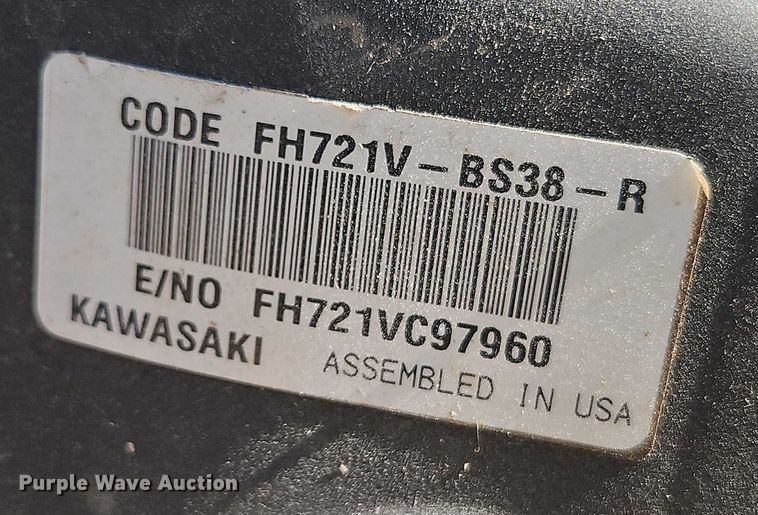 CODE FH721V-BS38-R
E/NO FH721VC97960
KAWASAKI ASSEMBLED IN USA
Purple Wave Auction